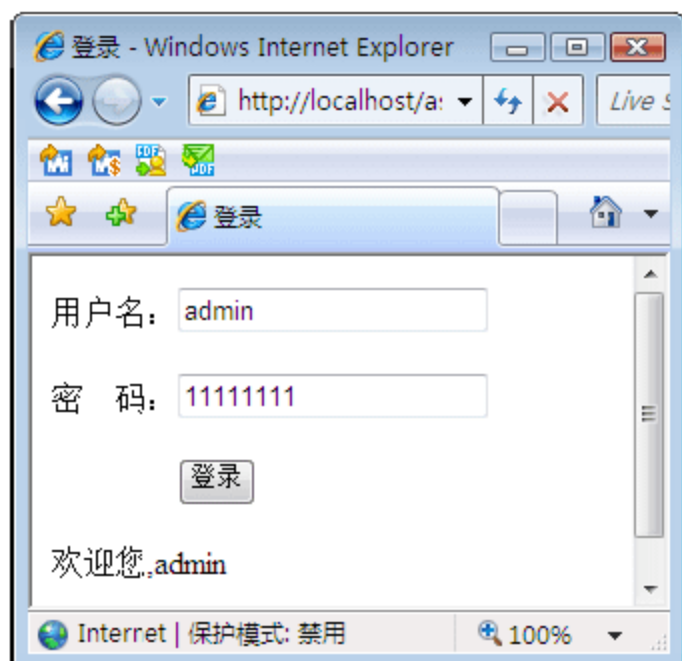 登录 - Windows Internet Explorer
http://localhost/a
Live S
登录
用户名： admin
密 码： 11111111
登录
欢迎您,admin
Internet | 保护模式: 禁用 100%